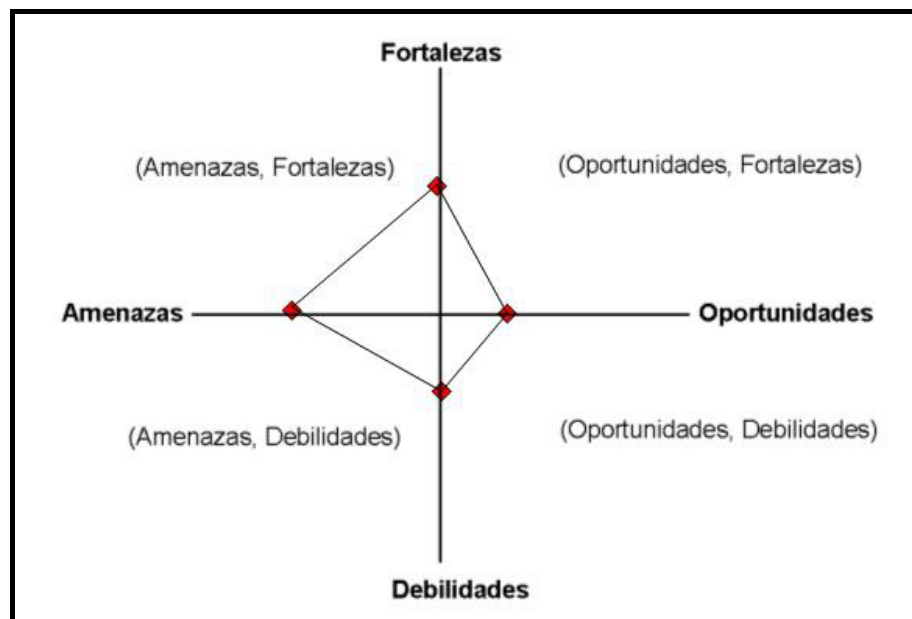 Fortalezas
(Amenazas, Fortalezas)
(Oportunidades, Fortalezas)
Amenazas
Oportunidades
(Amenazas, Debilidades)
(Oportunidades, Debilidades)
Debilidades